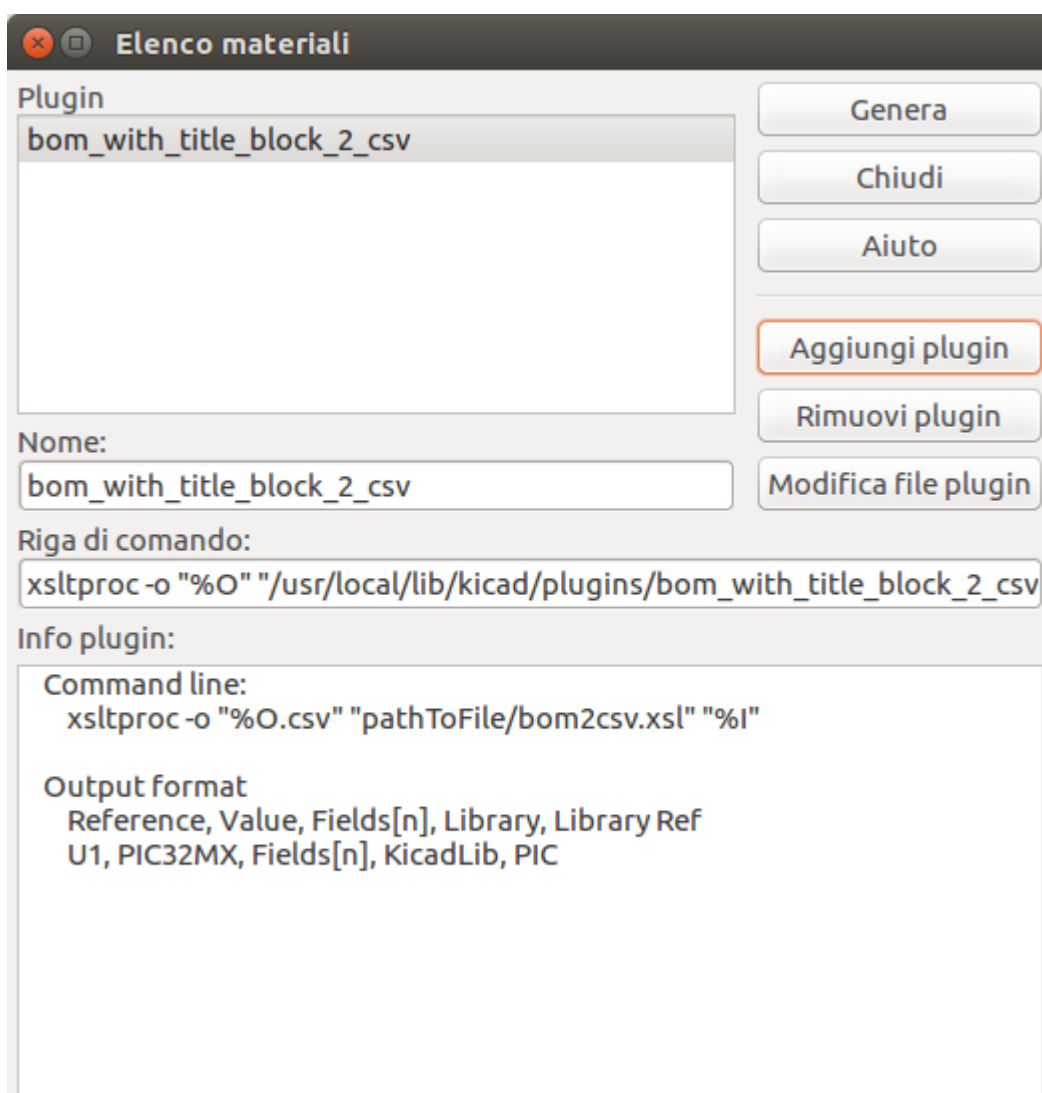 Elenco materiali
Plugin
bom_with_title_block_2_csv
Genera
Chiudi
Aiuto
Aggiungi plugin
Rimuovi plugin
Modifica file plugin
Nome:
bom_with_title_block_2_csv
Riga di comando:
xsltproc -o "%O" "/usr/local/lib/kicad/plugins/bom_with_title_block_2_csv
Info plugin:
Command line:
xsltproc -o "%O.csv" "pathToFile/bom2csv.xsl" "%I"
Output format
Reference, Value, Fields[n], Library, Library Ref
U1, PIC32MX, Fields[n], KicadLib, PIC